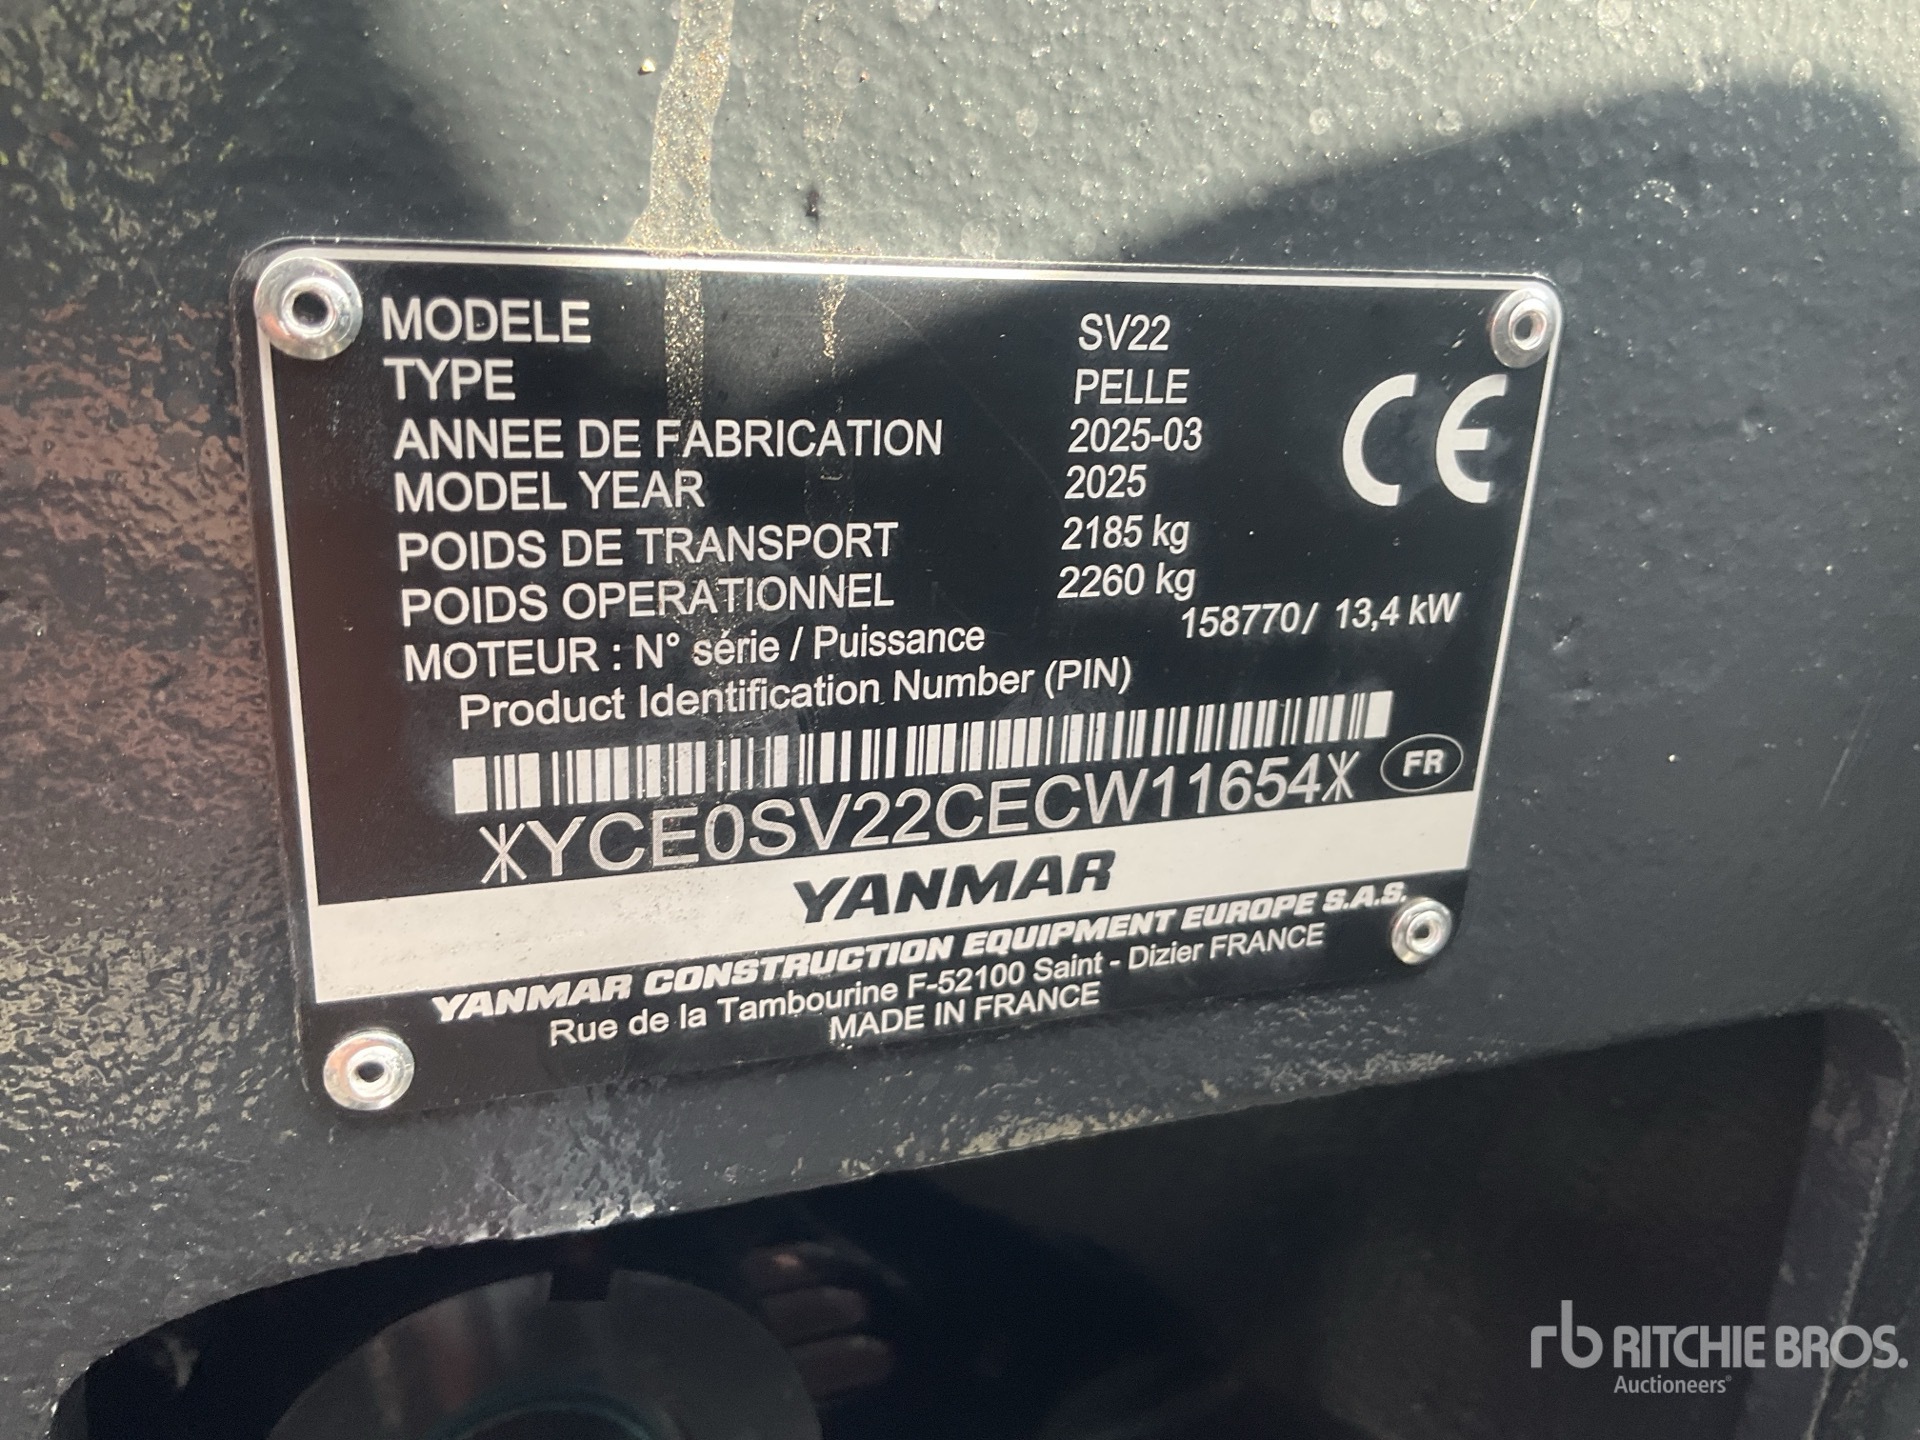 MODELE SV22
TYPE PELLE
ANNEE DE FABRICATION 2025-03
MODEL YEAR 2025
POIDS DE TRANSPORT 2185 kg
POIDS OPERATIONNEL 2260 kg
MOTEUR : N° série / Puissance 158770/ 13,4 kW
Product Identification Number (PIN)
*YCE0SV22CECW11654* FR
CE
YANMAR
YANMAR CONSTRUCTION EQUIPMENT EUROPE S.A.S.
Rue de la Tambourine F-52100 Saint - Dizier FRANCE
MADE IN FRANCE
rb RITCHIE BROS.
Auctioneers®